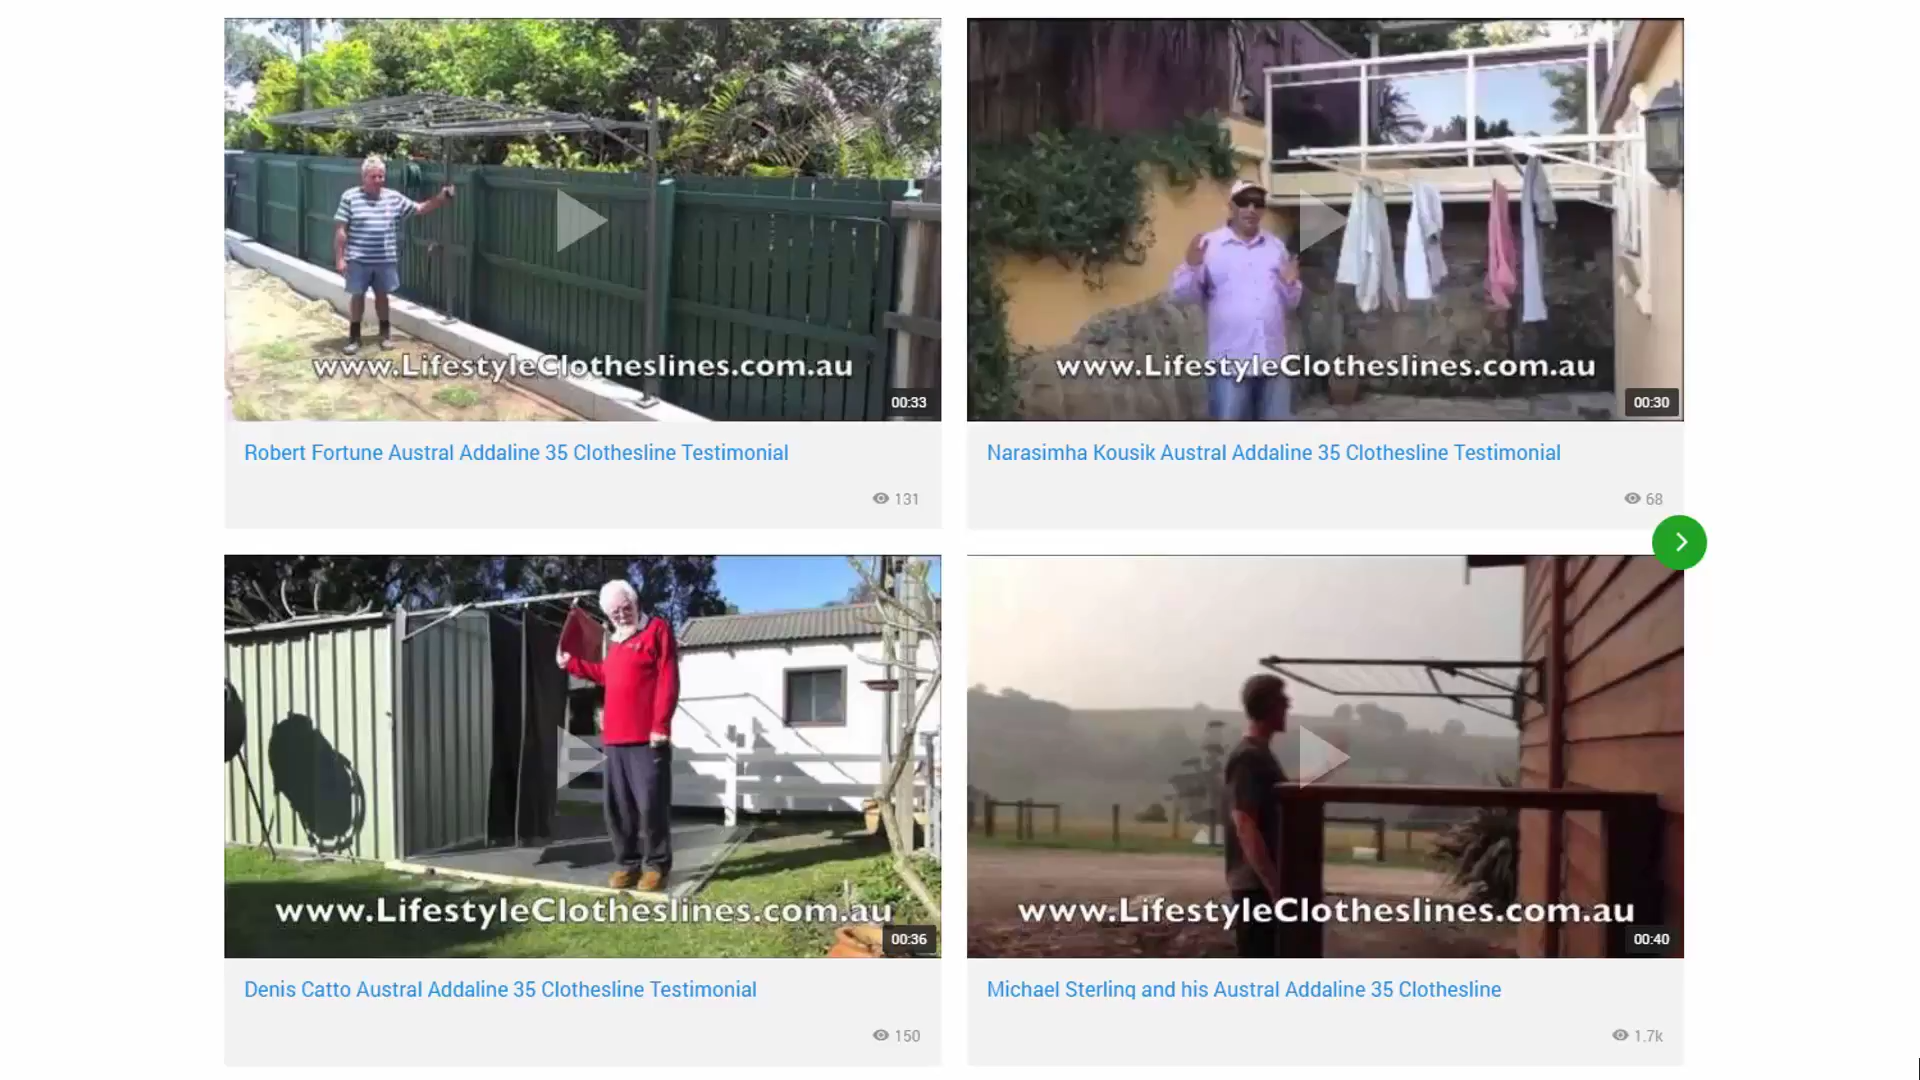 www.LifestyleClotheslines.com.au
00:33
Robert Fortune Austral Addaline 35 Clothesline Testimonial
131
www.LifestyleClotheslines.com.au
00:30
Narasimha Kousik Austral Addaline 35 Clothesline Testimonial
68
www.LifestyleClotheslines.com.au
00:36
Denis Catto Austral Addaline 35 Clothesline Testimonial
150
www.LifestyleClotheslines.com.au
00:40
Michael Sterling and his Austral Addaline 35 Clothesline
1.7k